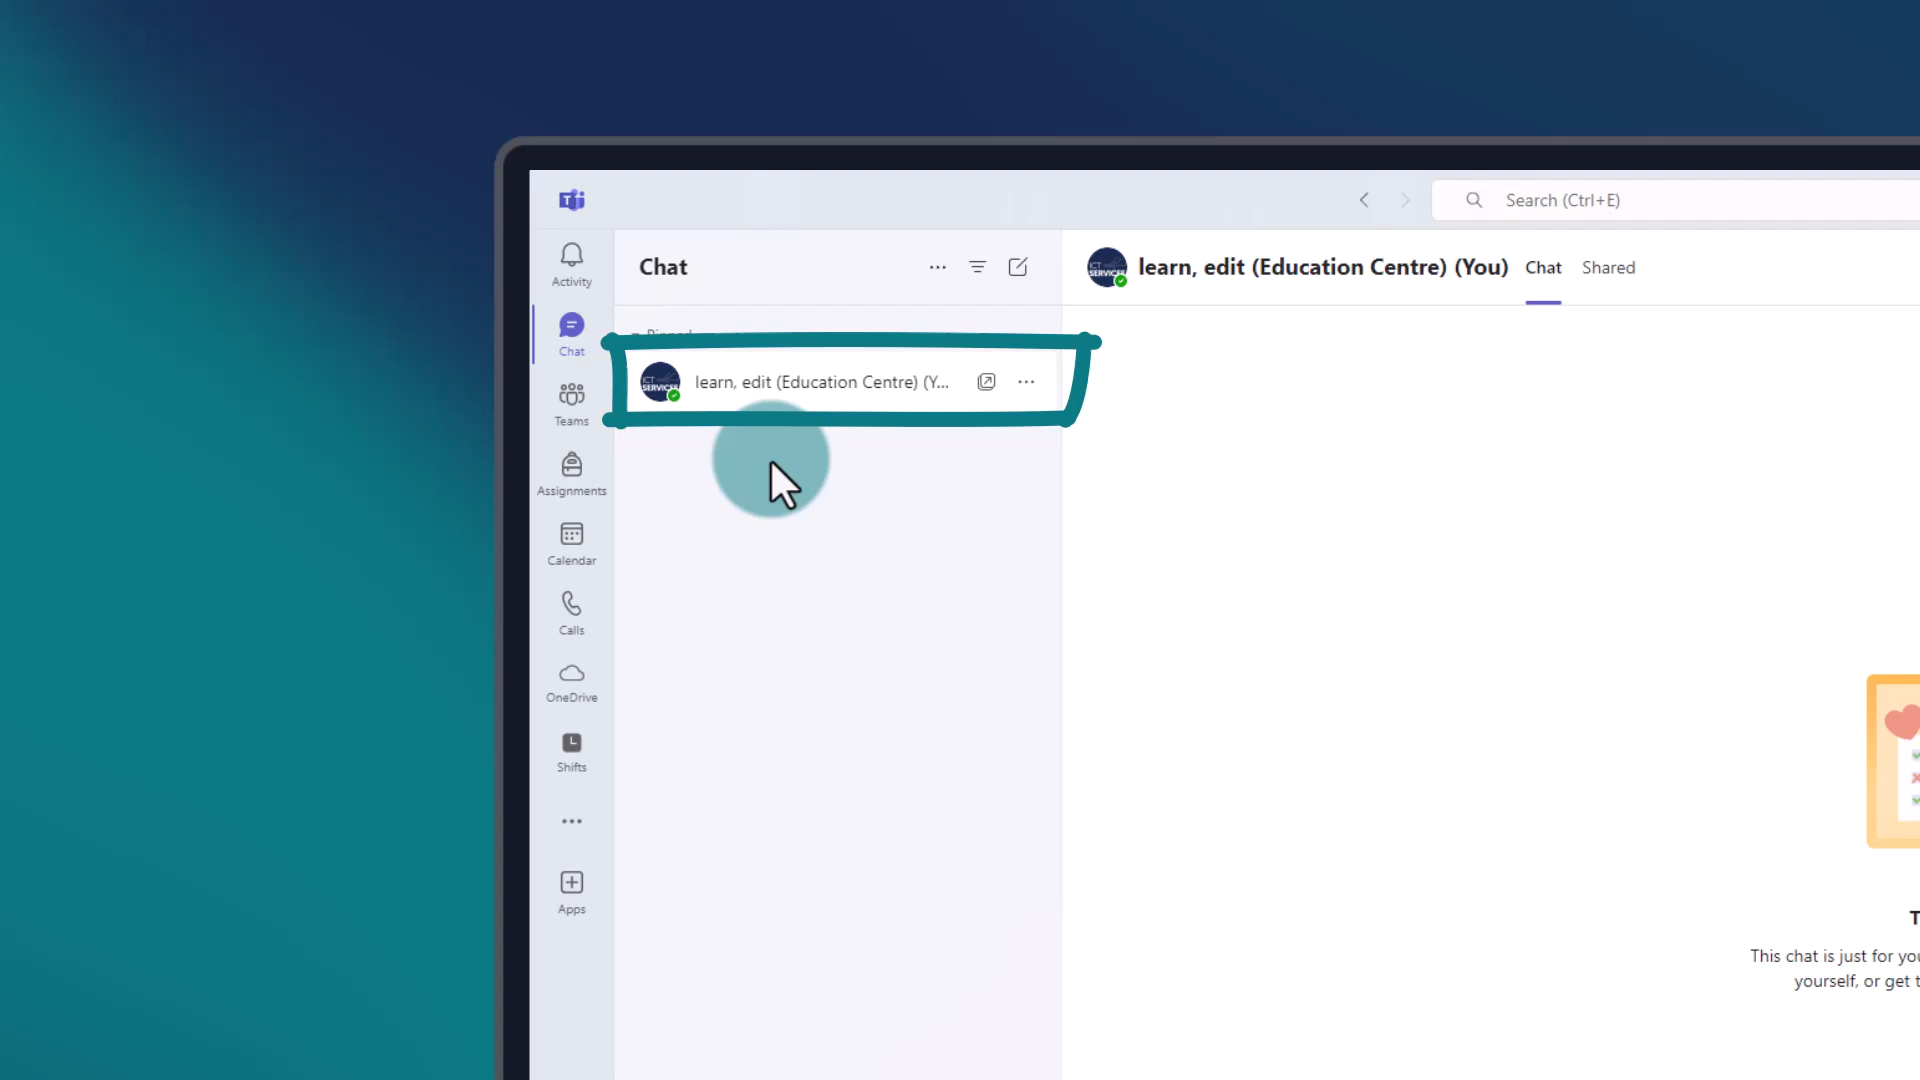 Search (Ctrl+E)
Activity
Chat
Teams
Assignments
Calendar
Calls
OneDrive
Shifts
Apps
Chat
learn, edit (Education Centre) (Y...
learn, edit (Education Centre) (You)
Chat
Shared
This chat is just for
yourself, or get